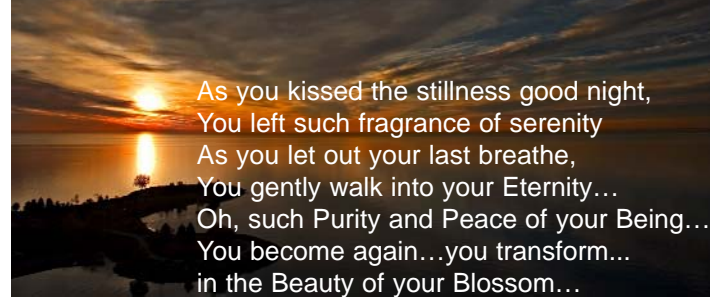 As you kissed the stillness good night,
You left such fragrance of serenity
As you let out your last breathe,
You gently walk into your Eternity…
Oh, such Purity and Peace of your Being…
You become again…you transform...
in the Beauty of your Blossom…